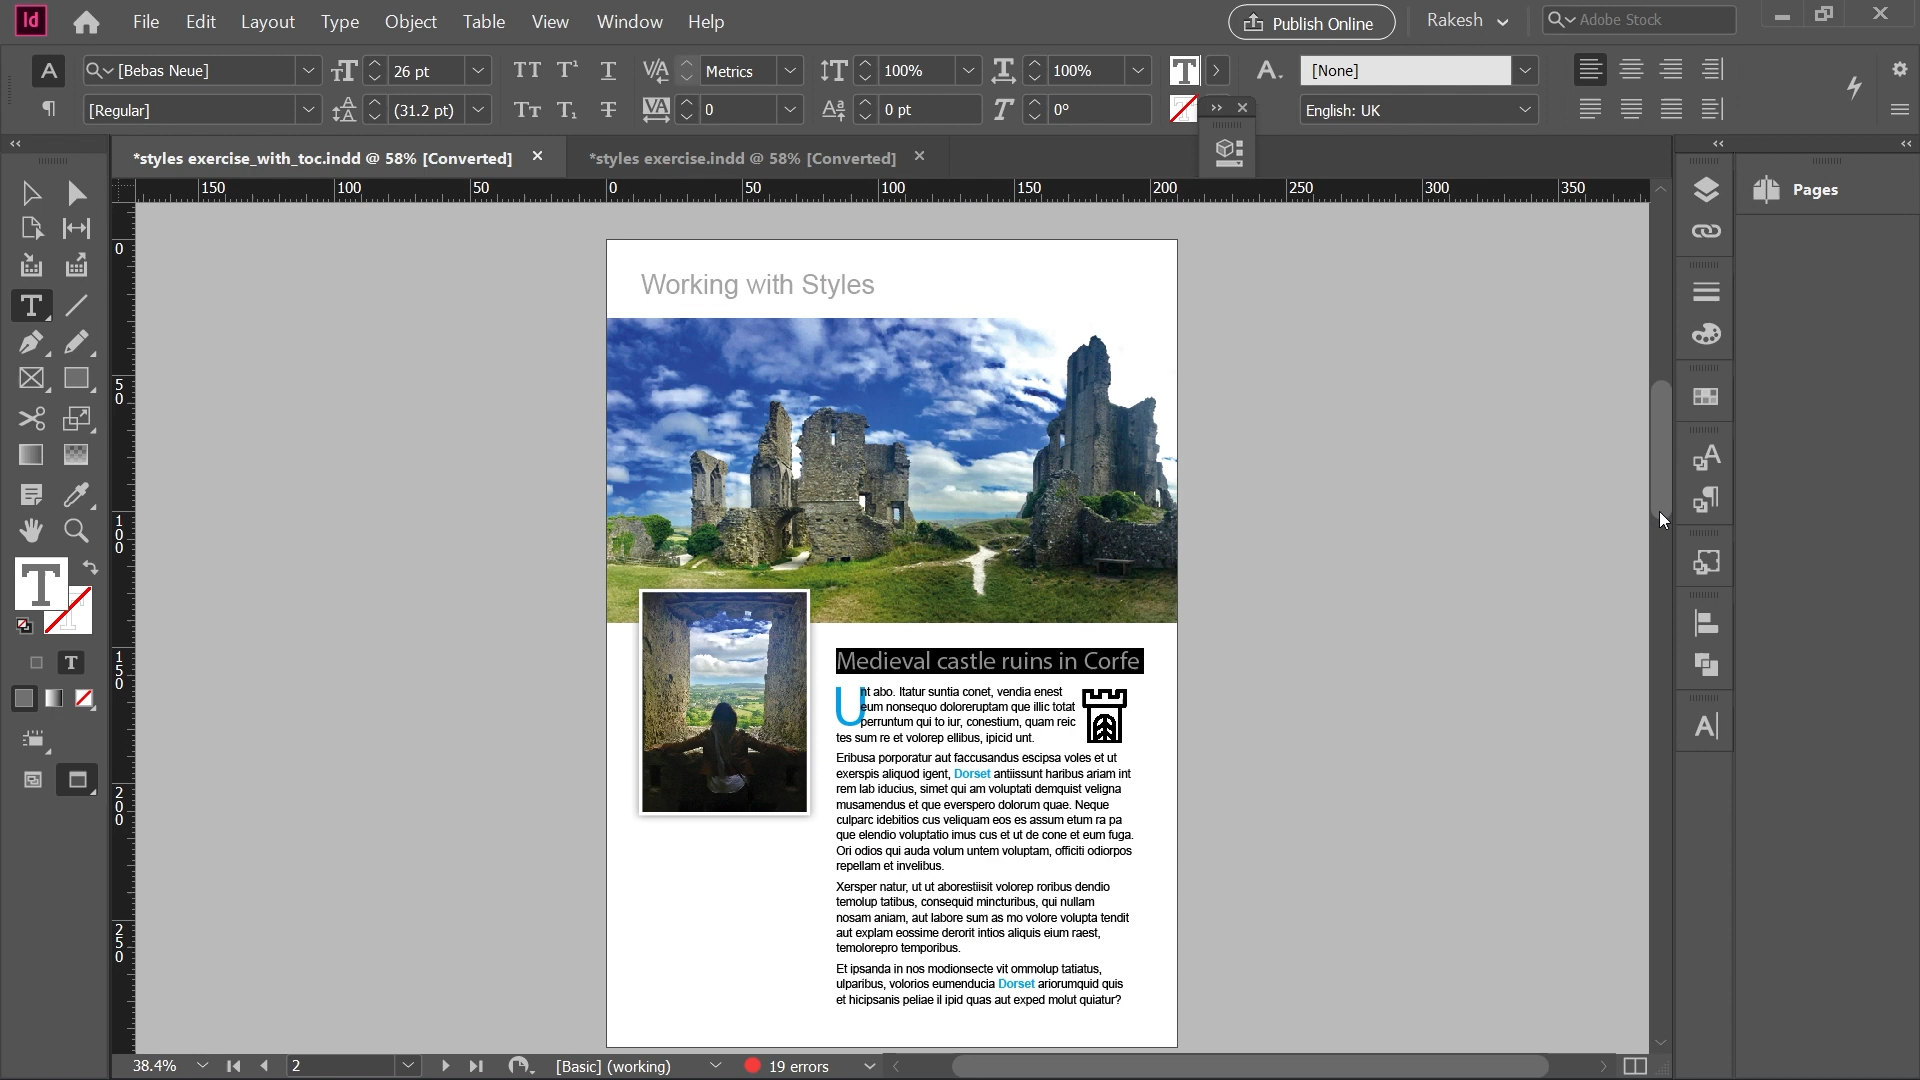 Id File Edit Layout Type Object Table View Window Help Publish Online Rakesh Adobe Stock
A [Bebas Neue] 26 pt Metrics 100% 100% [None]
[Regular] (31.2 pt) 0 0 pt 0° English: UK
*styles exercise_with_toc.indd @ 58% [Converted] *styles exercise.indd @ 58% [Converted]
150 100 50 0 50 100 150 200 250 300 350
Pages
0
50
100
150
200
250
Working with Styles
Medieval castle ruins in Corfe
Unt abo. Itatur suntia conet, vendia enest
eum nonsequo doloreruptam que illic totat
perruntum qui to iur, conestium, quam reic
tes sum re et volorep ellibus, ipicid unt.
Eribusa porporatur aut faccusandus escipsa voles et ut
exerspis aliquod igent, Dorset antiissunt haribus ariam int
rem lab iducius, simet qui am voluptati demquist veligna
musamendus et que everspero dolorum quae. Neque
culparc idebitios cus veliquam eos es assum etum ra pa
que elendio voluptatio imus cus et ut de cone et eum fuga.
Ori odios qui auda volum untem voluptam, officiti odiorpos
repellam et invelibus.
Xersper natur, ut ut aborestiisit volorep roribus dendio
temolup tatibus, consequid mincturibus, qui nullam
nosam aniam, aut labore sum as mo volore volupta tendit
aut explam eossime derorit intios aliquis eium raest,
temolorepro temporibus.
Et ipsanda in nos modionsecte vit ommolup tatiatus,
ulparibus, volorios eumenducia Dorset ariorumquid quis
et hicipsanis peliae il ipid quas aut exped molut quiatur?
38.4% 2 [Basic] (working) 19 errors